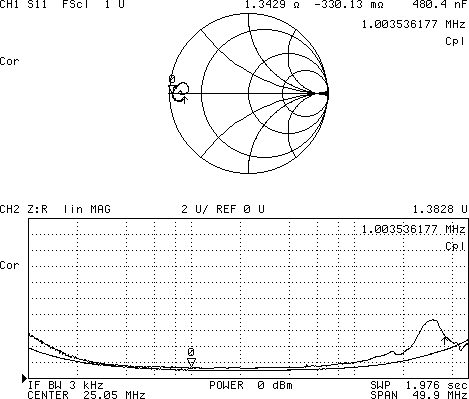 CH1 S11 FScl 1 U 1.3429 Ω -330.13 mΩ 480.4 nF
1.003536177 MHz
Cpl
Cor
0
CH2 Z:R lin MAG 2 U/ REF 0 U 1.3828 U
1.003536177 MHz
Cpl
Cor
0
IF BW 3 kHz POWER 0 dBm SWP 1.976 sec
CENTER 25.05 MHz SPAN 49.9 MHz